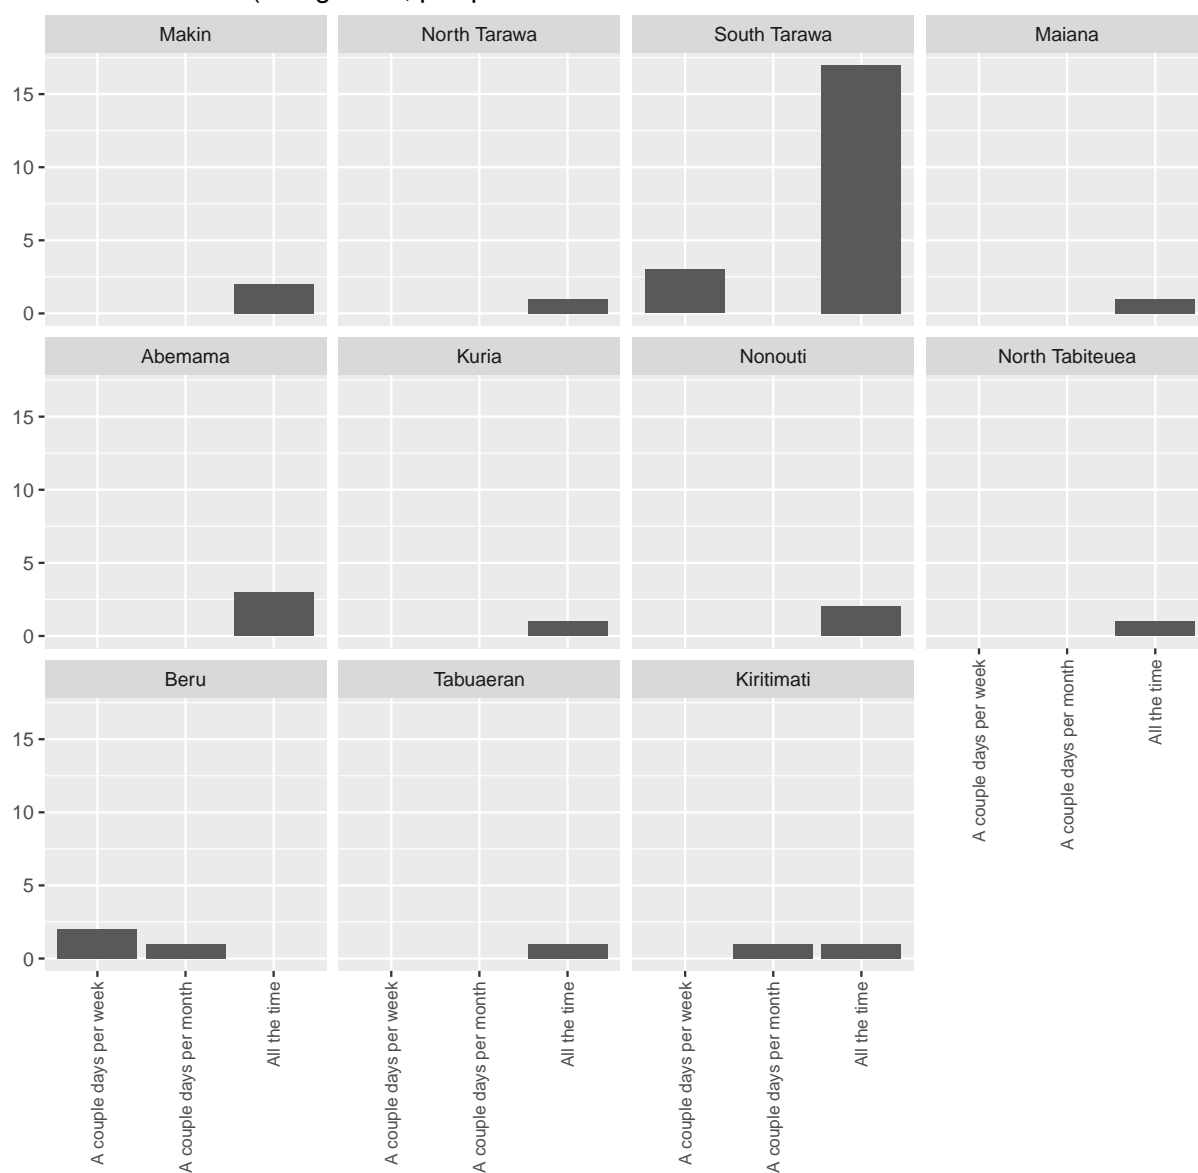 Makin North Tarawa South Tarawa Maiana
15
10
5
0
Abemama Kuria Nonouti North Tabiteuea
15
10
5
0
A couple days per week
A couple days per month
All the time
Beru Tabuaeran Kiritimati
15
10
5
0
A couple days per week
A couple days per month
All the time
A couple days per week
A couple days per month
All the time
A couple days per week
A couple days per month
All the time